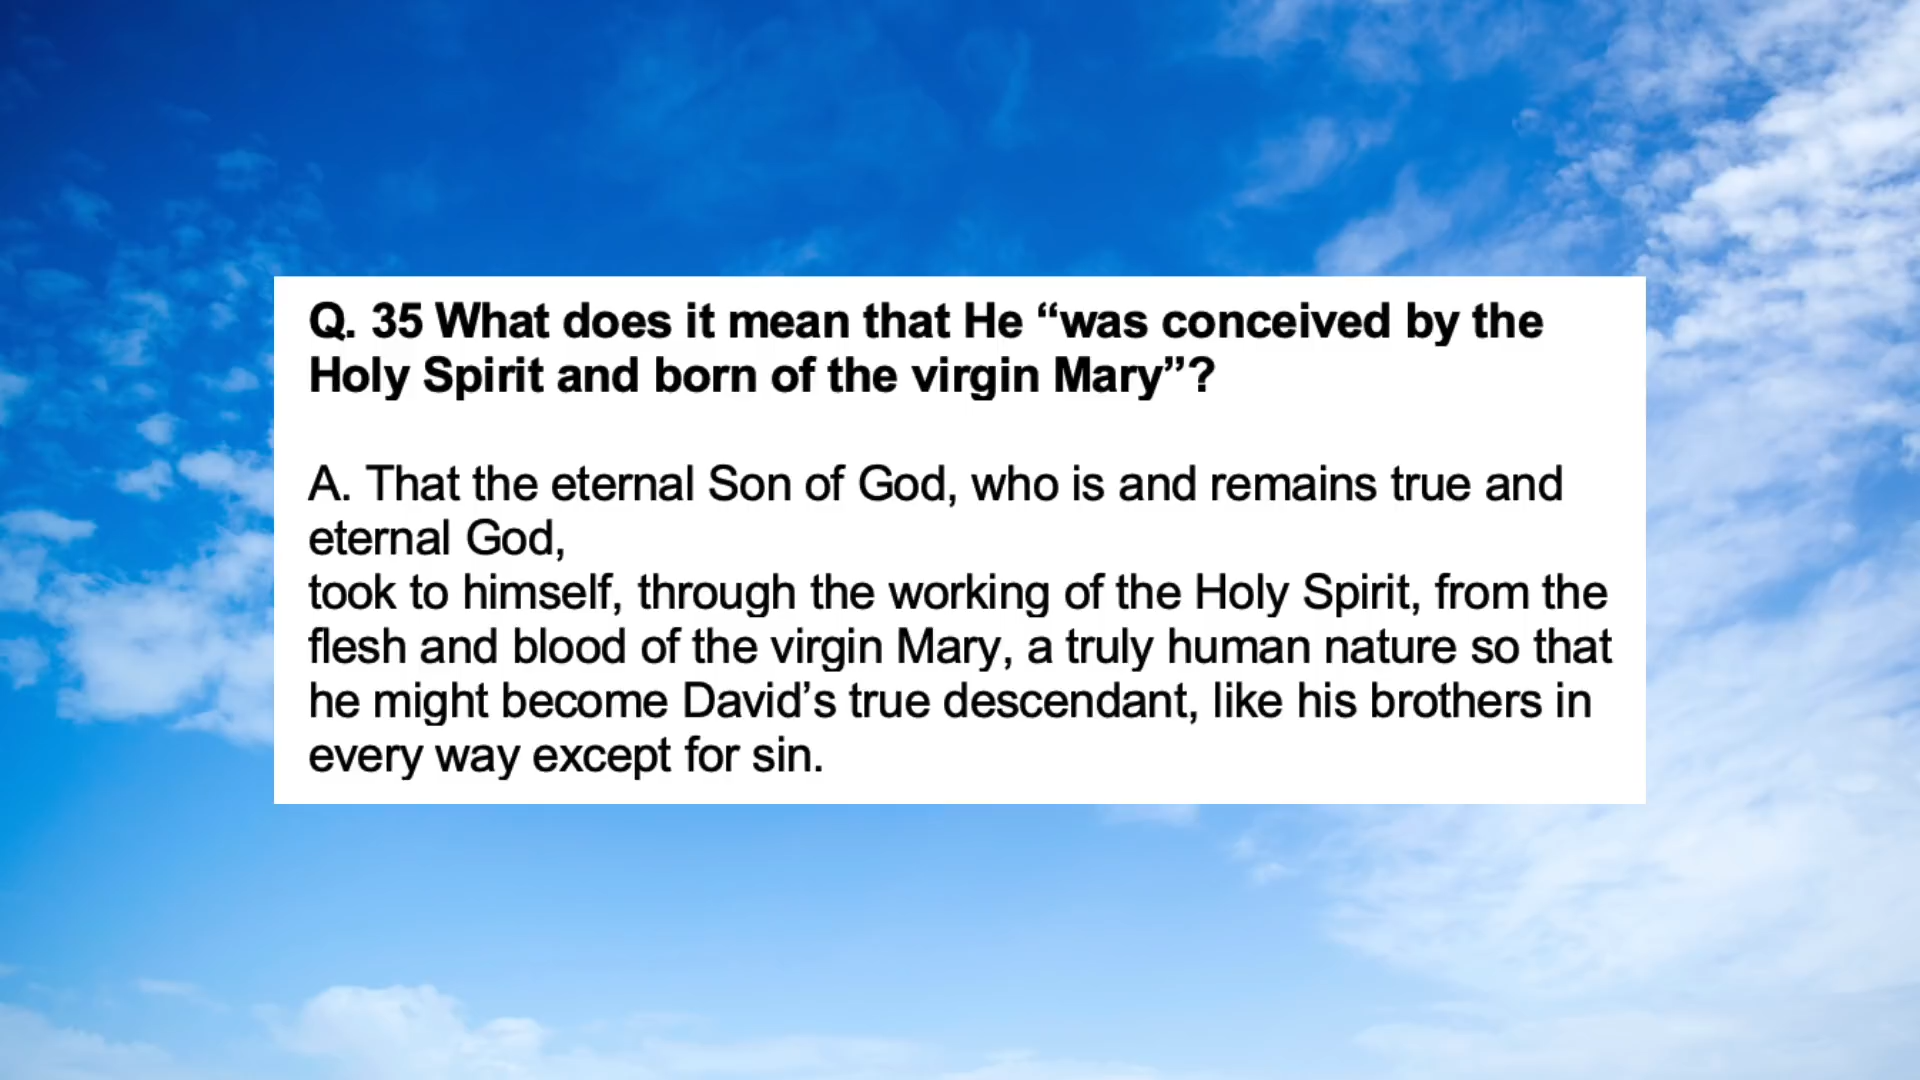 Q. 35 What does it mean that He “was conceived by the
Holy Spirit and born of the virgin Mary”?
A. That the eternal Son of God, who is and remains true and
eternal God,
took to himself, through the working of the Holy Spirit, from the
flesh and blood of the virgin Mary, a truly human nature so that
he might become David’s true descendant, like his brothers in
every way except for sin.